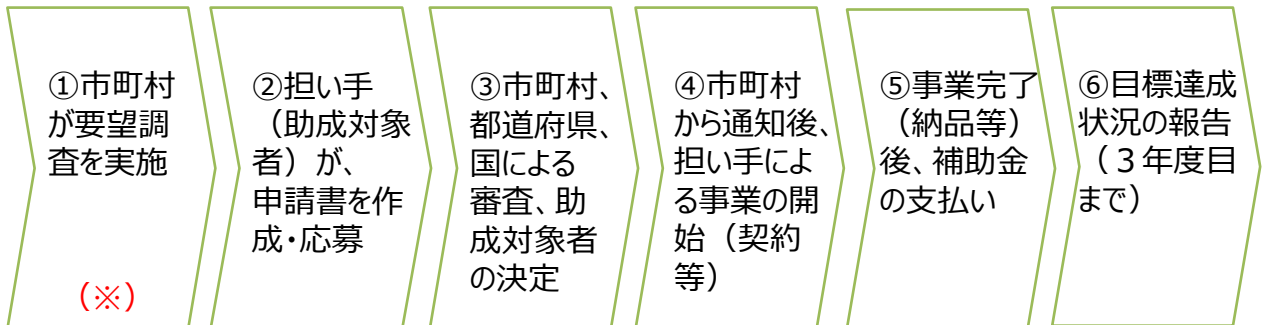 ①市町村
が要望調
査を実施
（※）
②担い手
（助成対象
者）が、
申請書を作
成・応募
③市町村、
都道府県、
国による
審査、助
成対象者
の決定
④市町村
から通知後、
担い手によ
る事業の開
始（契約
等）
⑤事業完了
（納品等）
後、補助金
の支払い
⑥目標達成
状況の報告
（３年度目
まで）